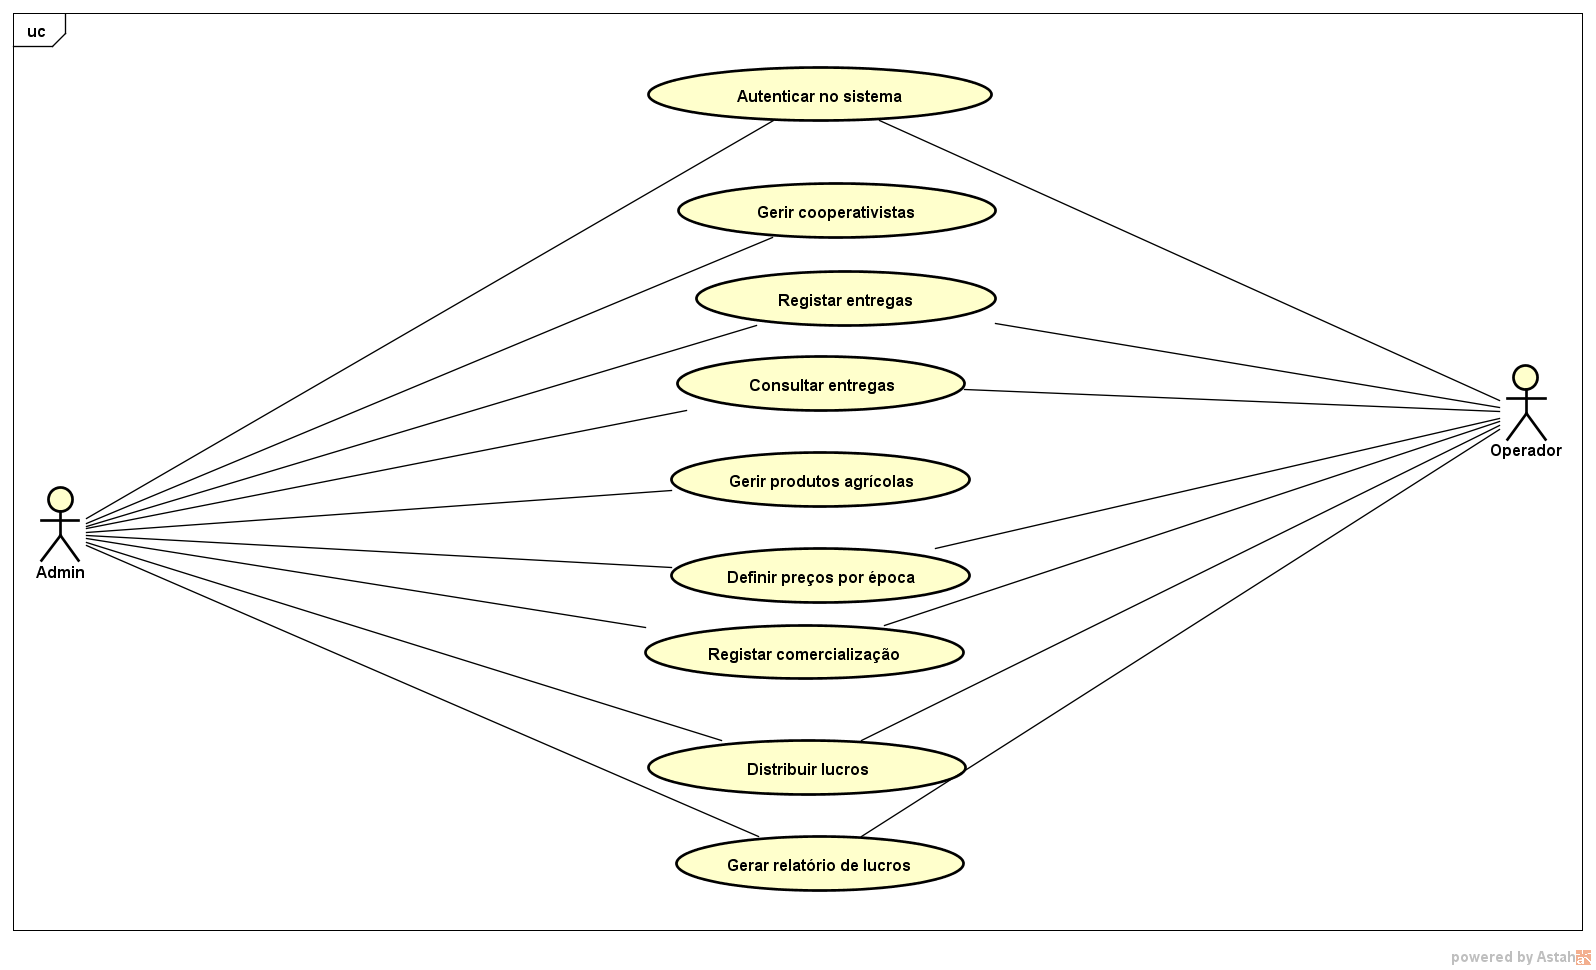 uc
Autenticar no sistema
Gerir cooperativistas
Registar entregas
Consultar entregas
Operador
Gerir produtos agrícolas
Admin
Definir preços por época
Registar comercialização
Distribuir lucros
Gerar relatório de lucros
powered by Astah